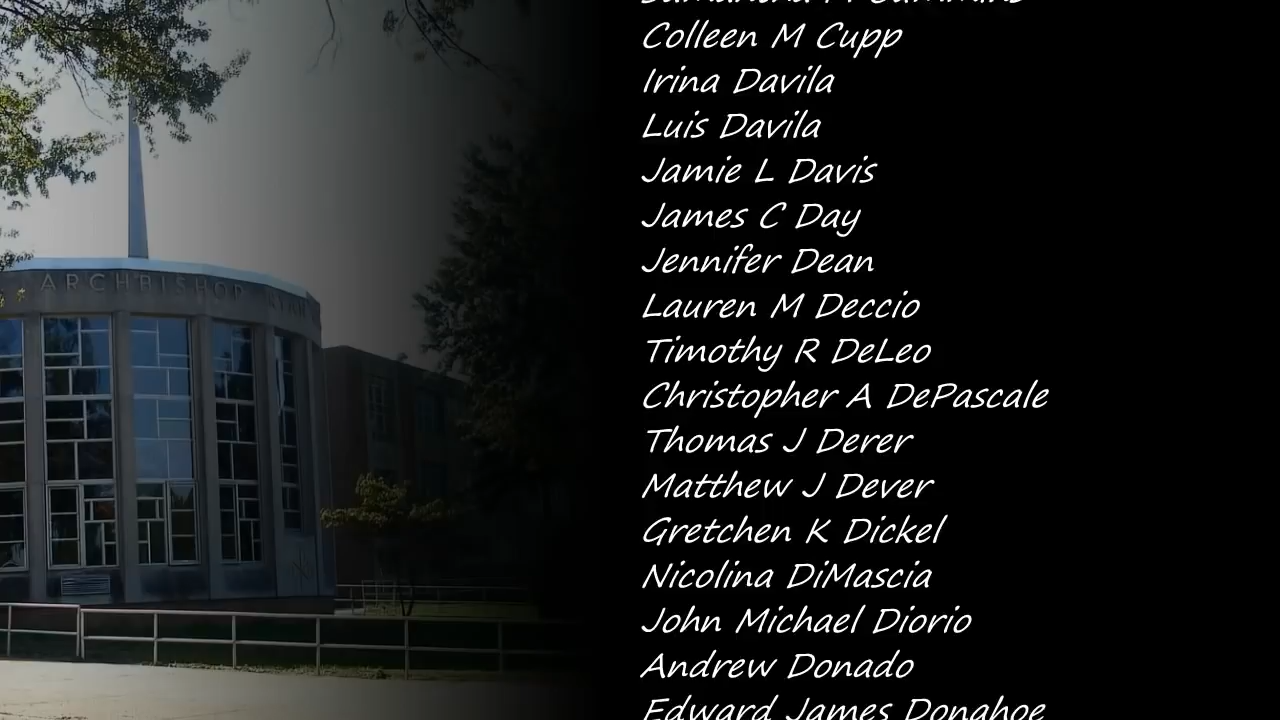 ARCHBISHOP RYAN
Colleen M Cupp
Irina Davila
Luis Davila
Jamie L Davis
James C Day
Jennifer Dean
Lauren M Deccio
Timothy R DeLeo
Christopher A DePascale
Thomas J Derer
Matthew J Dever
Gretchen K Dickel
Nicolina DiMascia
John Michael Diorio
Andrew Donado
Edward James Donahoe